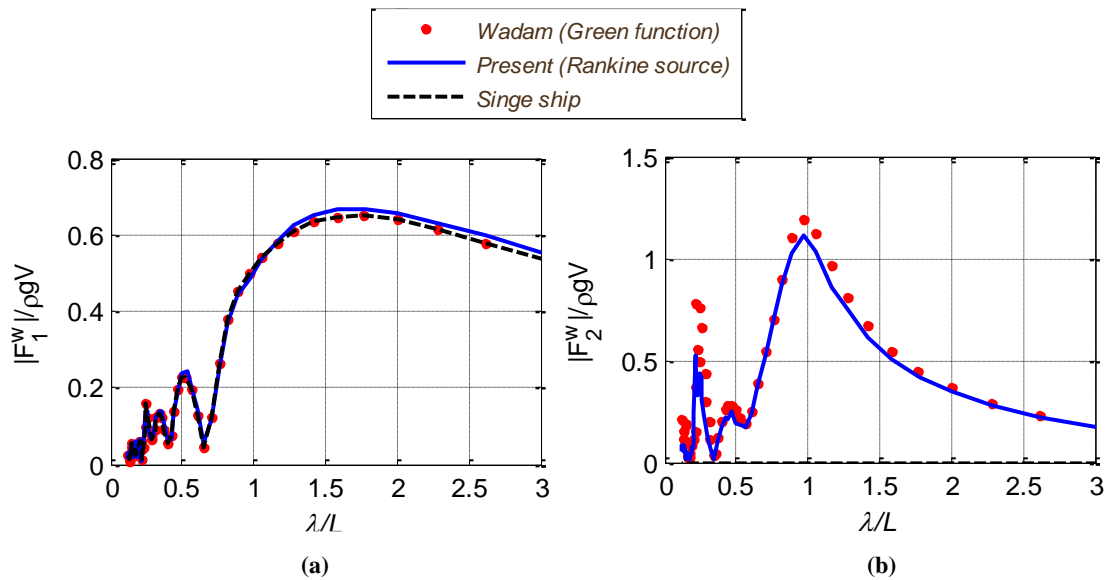 Wadam (Green function)
Present (Rankine source)
Singe ship
0.8
0.6
0.4
0.2
0
|F₁ʷ|/ρgV
0 0.5 1 1.5 2 2.5 3
λ/L
(a)
1.5
1
0.5
0
|F₂ʷ|/ρgV
0 0.5 1 1.5 2 2.5 3
λ/L
(b)